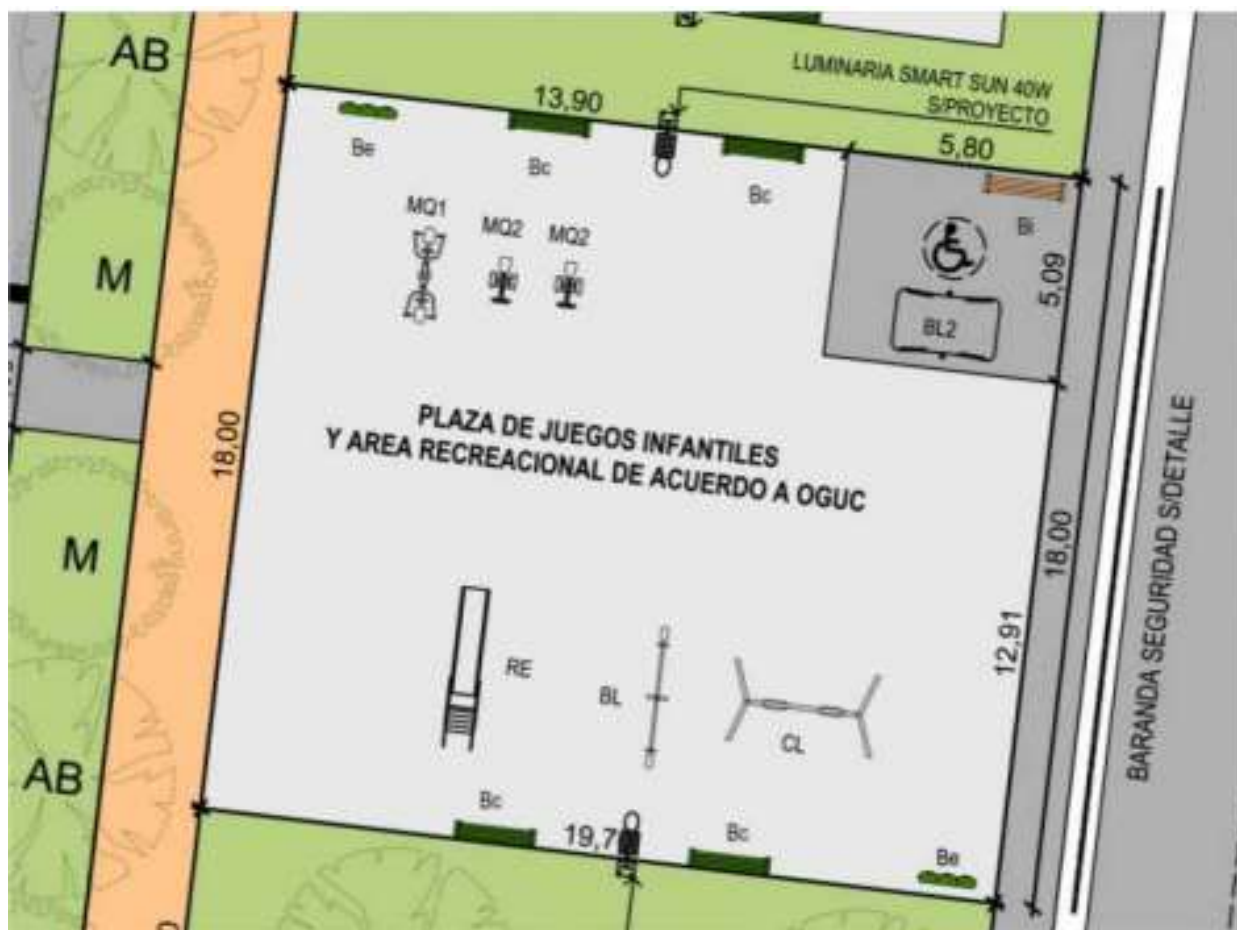 AB
LUMINARIA SMART SUN 40W
S/PROYECTO
13,90
5,80
Be
Bc
Bc
Bi
MQ1
MQ2
MQ2
M
5,09
BL2
PLAZA DE JUEGOS INFANTILES
Y AREA RECREACIONAL DE ACUERDO A OGUC
18,00
BARANDA SEGURIDAD S/DETALLE
18,00
M
12,91
RE
BL
CL
AB
Bc
19,7
Bc
Be